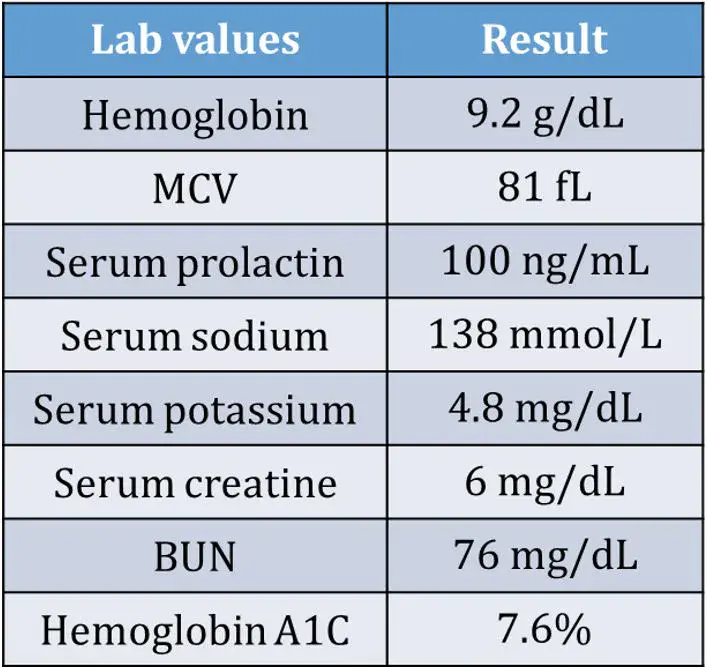 Lab values Result
Hemoglobin 9.2 g/dL
MCV 81 fL
Serum prolactin 100 ng/mL
Serum sodium 138 mmol/L
Serum potassium 4.8 mg/dL
Serum creatine 6 mg/dL
BUN 76 mg/dL
Hemoglobin A1C 7.6%